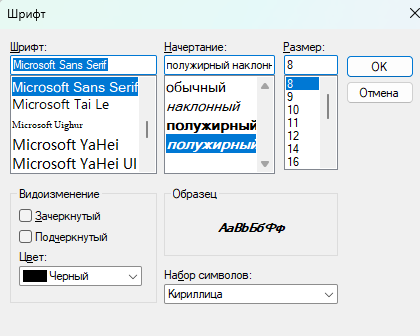 Шрифт
Шрифт:
Microsoft Sans Serif
Microsoft Sans Serif
Microsoft Tai Le
Microsoft Uighur
Microsoft YaHei
Microsoft YaHei UI
Начертание:
полужирный наклонн
обычный
наклонный
полужирный
полужирный
Размер:
8
8
9
10
11
12
14
16
OK
Отмена
Видоизменение
Зачеркнутый
Подчеркнутый
Цвет:
Черный
Образец
АаВbБбФф
Набор символов:
Кириллица